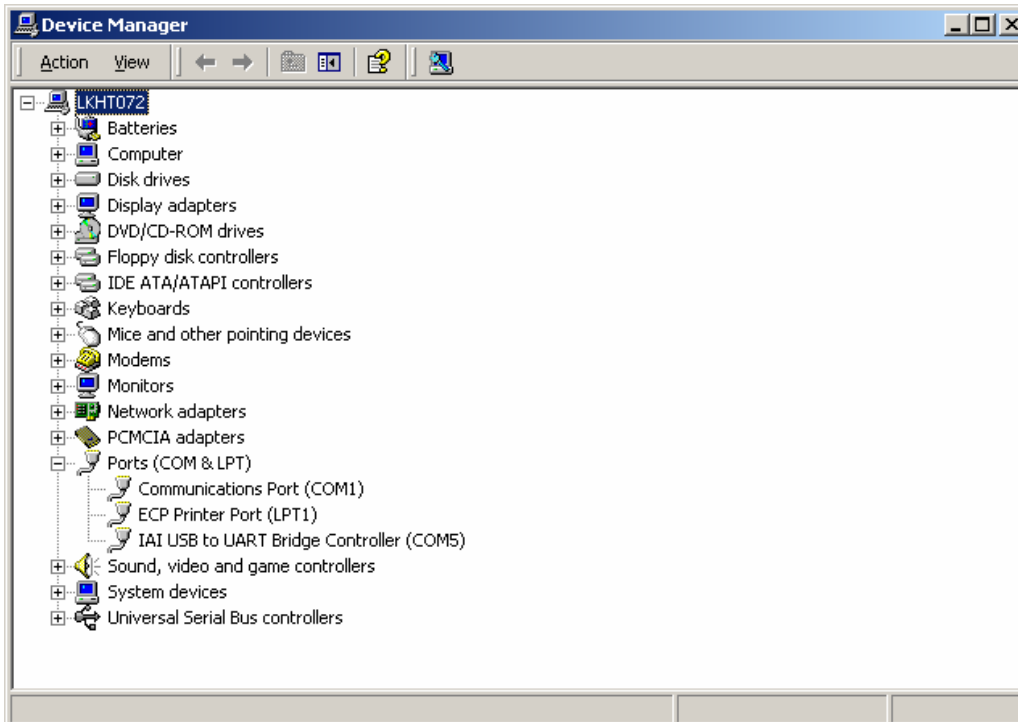 Device Manager
Action View
LKHT072
Batteries
Computer
Disk drives
Display adapters
DVD/CD-ROM drives
Floppy disk controllers
IDE ATA/ATAPI controllers
Keyboards
Mice and other pointing devices
Modems
Monitors
Network adapters
PCMCIA adapters
Ports (COM & LPT)
Communications Port (COM1)
ECP Printer Port (LPT1)
IAI USB to UART Bridge Controller (COM5)
Sound, video and game controllers
System devices
Universal Serial Bus controllers